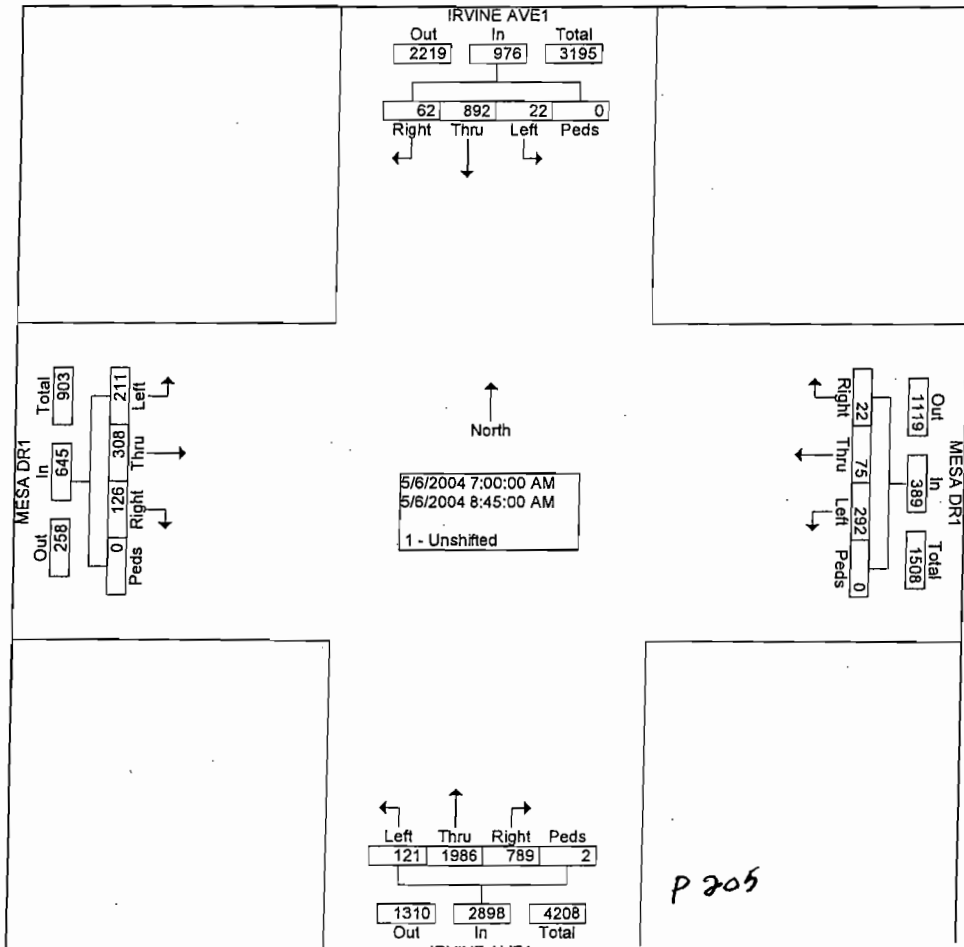 IRVINE AVE1
Out In Total
2219 976 3195
62 892 22 0
Right Thru Left Peds
MESA DR1
Total In Out
903 645 258
211 308 126 0
Left Thru Right Peds
North
5/6/2004 7:00:00 AM
5/6/2004 8:45:00 AM
1 - Unshifted
Right Thru Left Peds
22 75 292 0
1119 389 1508
Out In Total
MESA DR1
Left Thru Right Peds
121 1986 789 2
1310 2898 4208
Out In Total
IRVINE AVE1
P 205